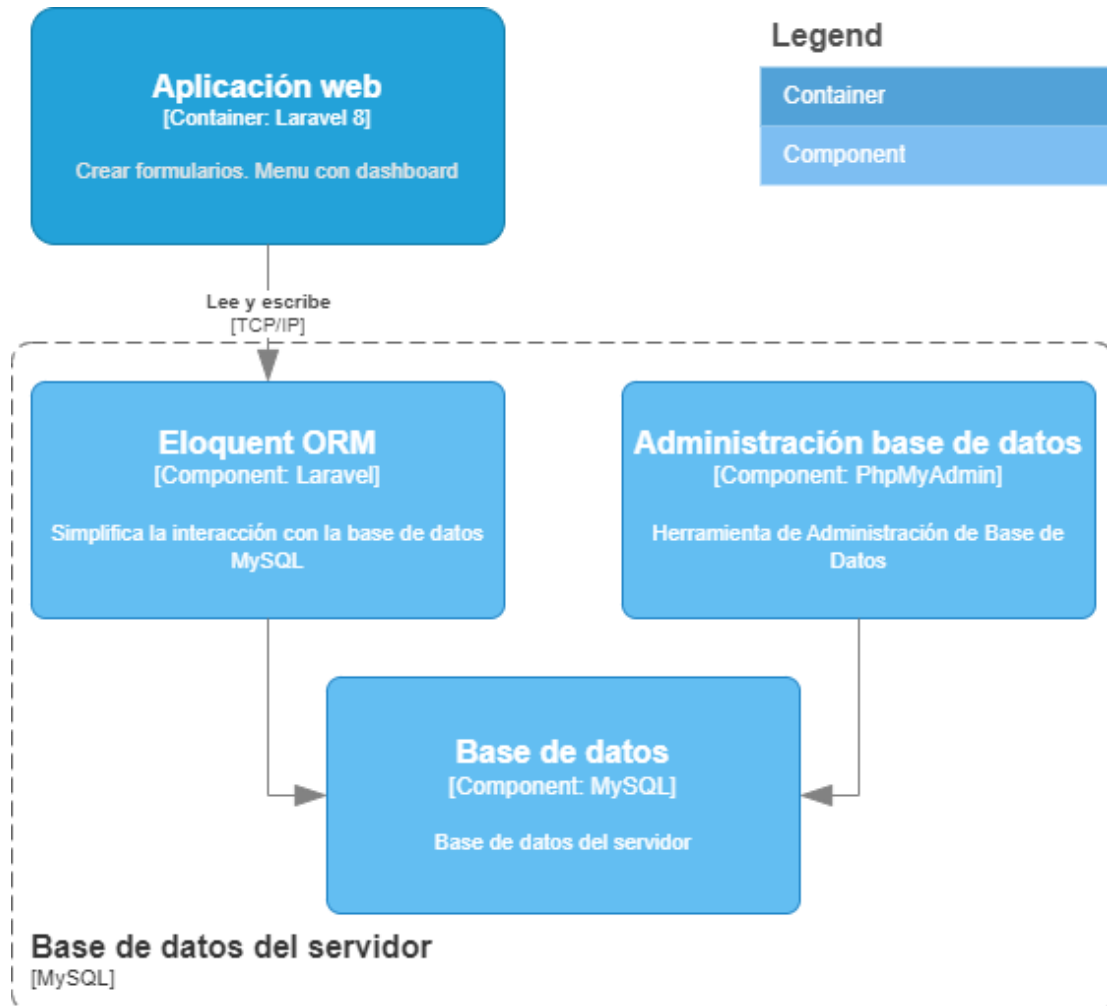 Aplicación web
[Container: Laravel 8]
Crear formularios. Menu con dashboard
Legend
Container
Component
Lee y escribe
[TCP/IP]
Eloquent ORM
[Component: Laravel]
Simplifica la interacción con la base de datos
MySQL
Administración base de datos
[Component: PhpMyAdmin]
Herramienta de Administración de Base de
Datos
Base de datos
[Component: MySQL]
Base de datos del servidor
Base de datos del servidor
[MySQL]